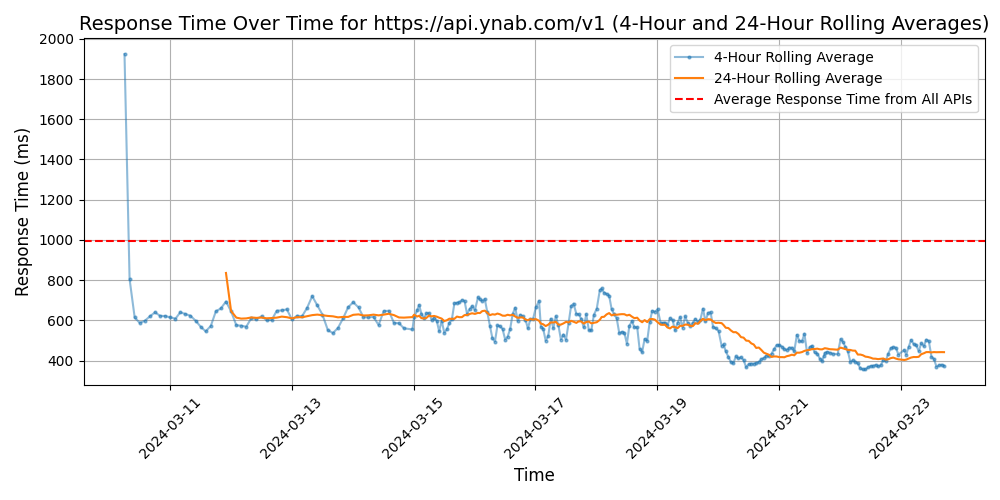 Response Time Over Time for https://api.ynab.com/v1 (4-Hour and 24-Hour Rolling Averages)
4-Hour Rolling Average
24-Hour Rolling Average
Average Response Time from All APIs
Response Time (ms)
2000
1800
1600
1400
1200
1000
800
600
400
2024-03-11
2024-03-13
2024-03-15
2024-03-17
2024-03-19
2024-03-21
2024-03-23
Time